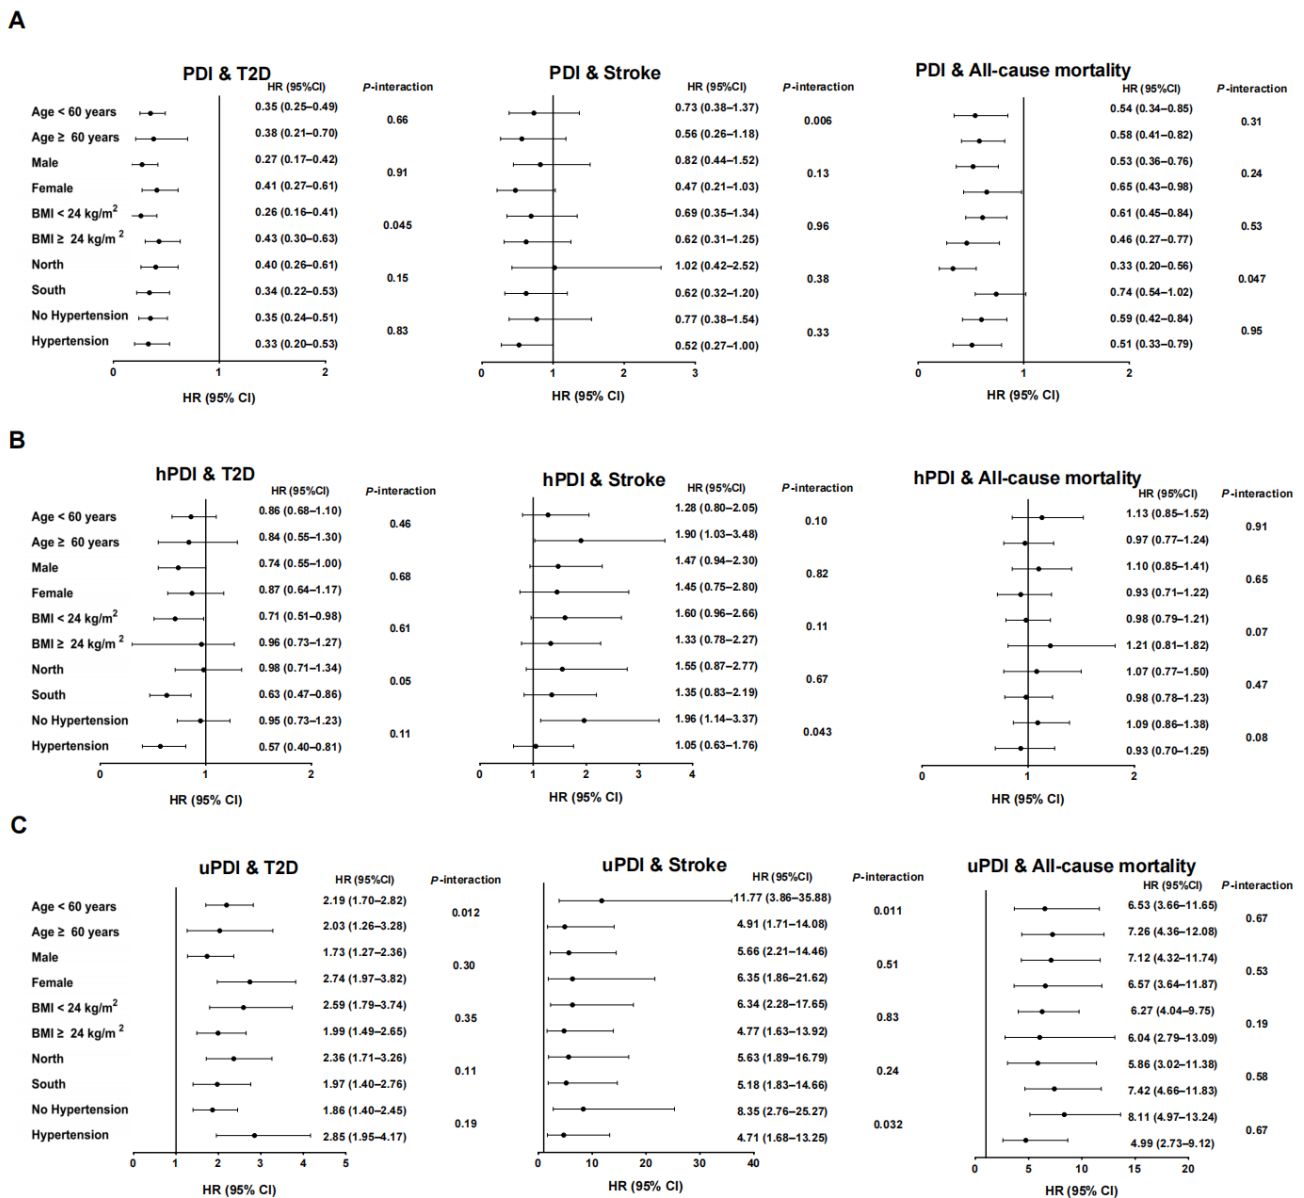 A
PDI & T2D
HR (95%CI) P-interaction
Age < 60 years 0.35 (0.25–0.49)
0.66
Age ≥ 60 years 0.38 (0.21–0.70)
Male 0.27 (0.17–0.42)
0.91
Female 0.41 (0.27–0.61)
BMI < 24 kg/m2 0.26 (0.16–0.41)
0.045
BMI ≥ 24 kg/m 2 0.43 (0.30–0.63)
North 0.40 (0.26–0.61)
0.15
South 0.34 (0.22–0.53)
No Hypertension 0.35 (0.24–0.51)
0.83
Hypertension 0.33 (0.20–0.53)
0 1 2
HR (95% CI)
PDI & Stroke
HR (95%CI) P-interaction
0.73 (0.38–1.37)
0.006
0.56 (0.26–1.18)
0.82 (0.44–1.52)
0.13
0.47 (0.21–1.03)
0.69 (0.35–1.34)
0.96
0.62 (0.31–1.25)
1.02 (0.42–2.52)
0.38
0.62 (0.32–1.20)
0.77 (0.38–1.54)
0.33
0.52 (0.27–1.00)
0 1 2 3
HR (95% CI)
PDI & All-cause mortality
HR (95%CI) P-interaction
0.54 (0.34–0.85)
0.31
0.58 (0.41–0.82)
0.53 (0.36–0.76)
0.24
0.65 (0.43–0.98)
0.61 (0.45–0.84)
0.53
0.46 (0.27–0.77)
0.33 (0.20–0.56)
0.047
0.74 (0.54–1.02)
0.59 (0.42–0.84)
0.95
0.51 (0.33–0.79)
0 1 2
HR (95% CI)
B
hPDI & T2D
HR (95%CI) P-interaction
Age < 60 years 0.86 (0.68–1.10)
0.46
Age ≥ 60 years 0.84 (0.55–1.30)
Male 0.74 (0.55–1.00)
0.68
Female 0.87 (0.64–1.17)
BMI < 24 kg/m2 0.71 (0.51–0.98)
0.61
BMI ≥ 24 kg/m 2 0.96 (0.73–1.27)
North 0.98 (0.71–1.34)
0.05
South 0.63 (0.47–0.86)
No Hypertension 0.95 (0.73–1.23)
0.11
Hypertension 0.57 (0.40–0.81)
0 1 2
HR (95% CI)
hPDI & Stroke
HR (95%CI) P-interaction
1.28 (0.80–2.05)
0.10
1.90 (1.03–3.48)
1.47 (0.94–2.30)
0.82
1.45 (0.75–2.80)
1.60 (0.96–2.66)
0.11
1.33 (0.78–2.27)
1.55 (0.87–2.77)
0.67
1.35 (0.83–2.19)
1.96 (1.14–3.37)
0.043
1.05 (0.63–1.76)
0 1 2 3 4
HR (95% CI)
hPDI & All-cause mortality
HR (95%CI) P-interaction
1.13 (0.85–1.52)
0.91
0.97 (0.77–1.24)
1.10 (0.85–1.41)
0.65
0.93 (0.71–1.22)
0.98 (0.79–1.21)
0.07
1.21 (0.81–1.82)
1.07 (0.77–1.50)
0.47
0.98 (0.78–1.23)
1.09 (0.86–1.38)
0.08
0.93 (0.70–1.25)
0 1 2
HR (95% CI)
C
uPDI & T2D
HR (95%CI) P-interaction
Age < 60 years 2.19 (1.70–2.82)
0.012
Age ≥ 60 years 2.03 (1.26–3.28)
Male 1.73 (1.27–2.36)
0.30
Female 2.74 (1.97–3.82)
BMI < 24 kg/m2 2.59 (1.79–3.74)
0.35
BMI ≥ 24 kg/m 2 1.99 (1.49–2.65)
North 2.36 (1.71–3.26)
0.11
South 1.97 (1.40–2.76)
No Hypertension 1.86 (1.40–2.45)
0.19
Hypertension 2.85 (1.95–4.17)
0 1 2 3 4 5
HR (95% CI)
uPDI & Stroke
HR (95%CI) P-interaction
11.77 (3.86–35.88)
0.011
4.91 (1.71–14.08)
5.66 (2.21–14.46)
0.51
6.35 (1.86–21.62)
6.34 (2.28–17.65)
0.83
4.77 (1.63–13.92)
5.63 (1.89–16.79)
0.24
5.18 (1.83–14.66)
8.35 (2.76–25.27)
0.032
4.71 (1.68–13.25)
0 10 20 30 40
HR (95% CI)
uPDI & All-cause mortality
HR (95%CI) P-interaction
6.53 (3.66–11.65)
0.67
7.26 (4.36–12.08)
7.12 (4.32–11.74)
0.53
6.57 (3.64–11.87)
6.27 (4.04–9.75)
0.19
6.04 (2.79–13.09)
5.86 (3.02–11.38)
0.58
7.42 (4.66–11.83)
8.11 (4.97–13.24)
0.67
4.99 (2.73–9.12)
0 5 10 15 20
HR (95% CI)